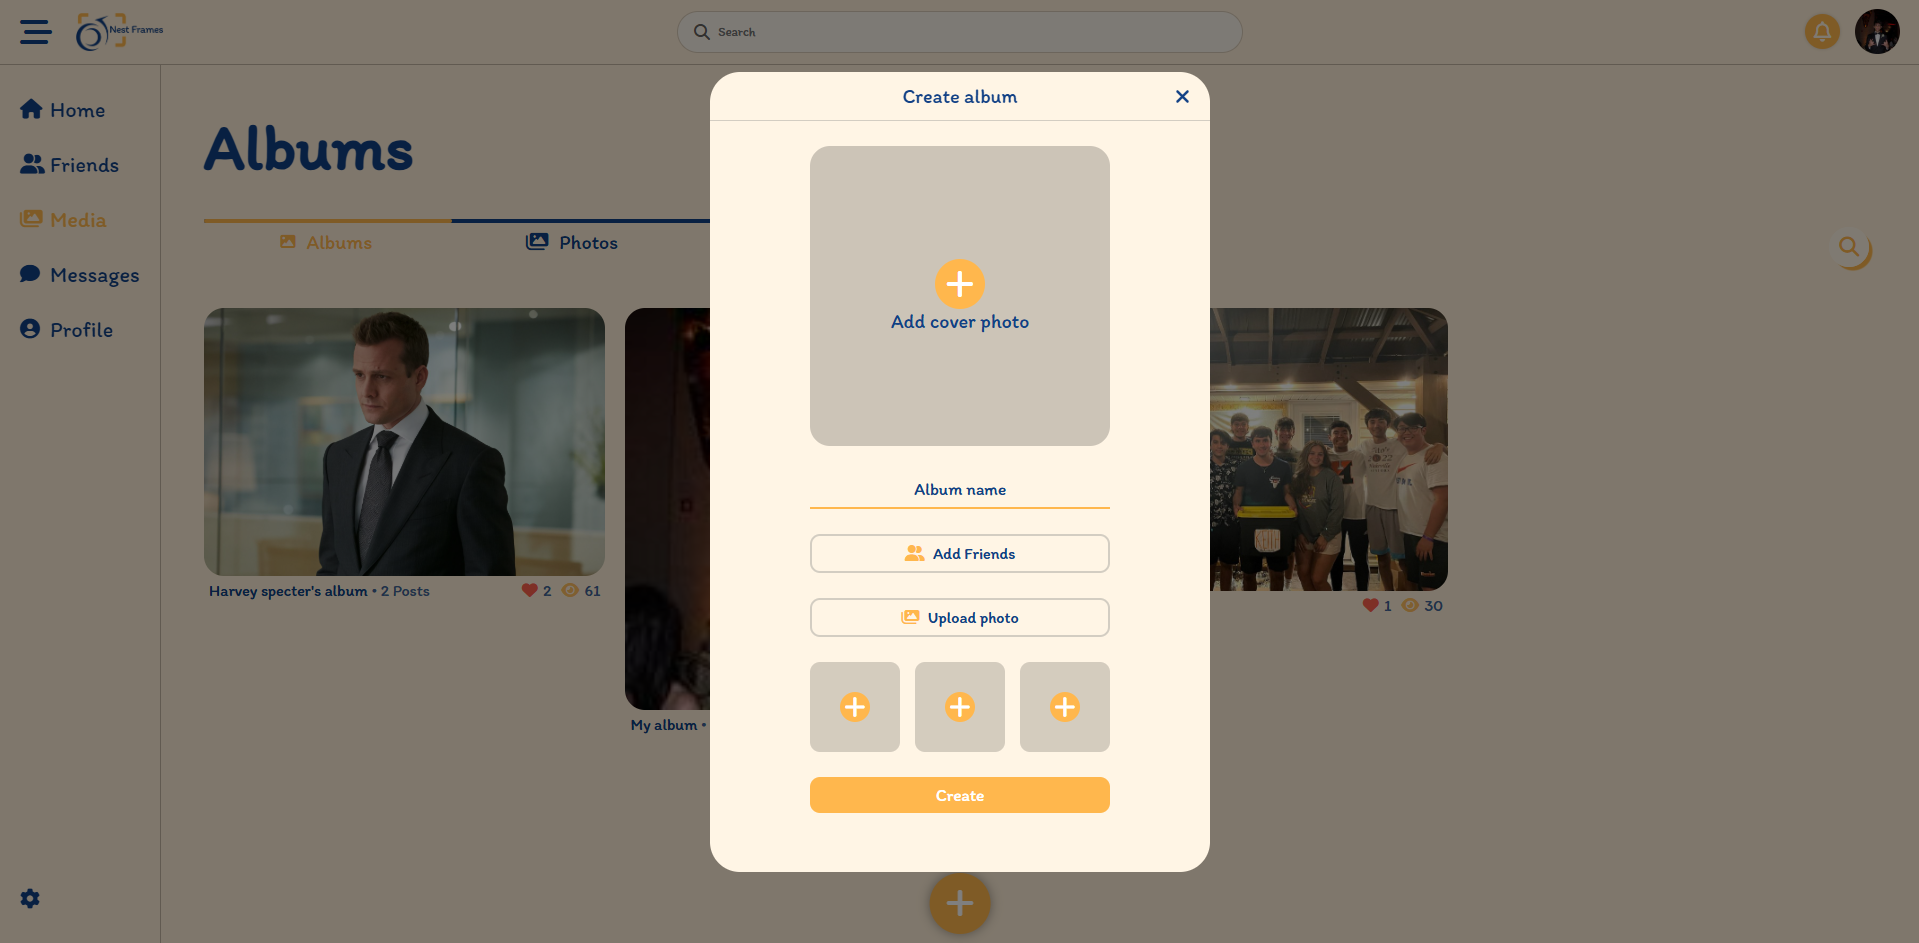 Nest Frames
Search
Create album
Home
Friends
Media
Messages
Profile
Albums
Albums
Photos
Add cover photo
Album name
Add Friends
Upload photo
Create
Harvey specter's album • 2 Posts
2
61
My album •
1
30